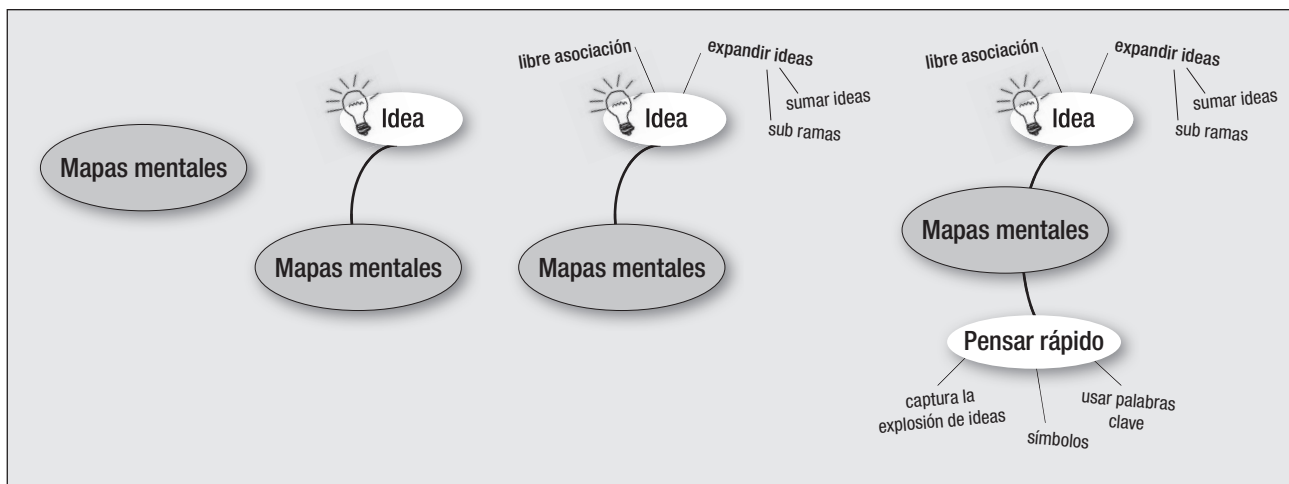 Mapas mentales
Idea
Mapas mentales
libre asociación
expandir ideas
sumar ideas
sub ramas
Idea
Mapas mentales
libre asociación
expandir ideas
sumar ideas
sub ramas
Idea
Mapas mentales
Pensar rápido
captura la
explosión de ideas
símbolos
usar palabras
clave